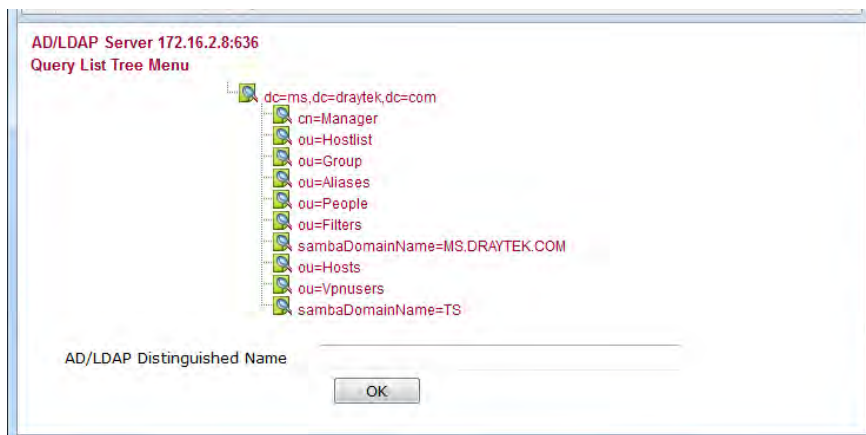 AD/LDAP Server 172.16.2.8:636
Query List Tree Menu
dc=ms,dc=draytek,dc=com
cn=Manager
ou=Hostlist
ou=Group
ou=Aliases
ou=People
ou=Filters
sambaDomainName=MS.DRAYTEK.COM
ou=Hosts
ou=Vpnusers
sambaDomainName=TS
AD/LDAP Distinguished Name
OK